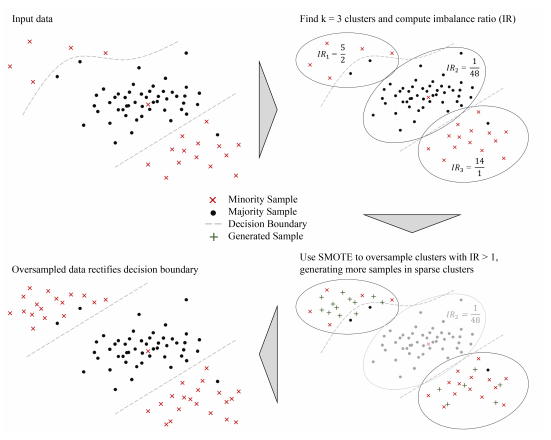 Input data
Find k = 3 clusters and compute imbalance ratio (IR)
IR₁ = 5/2
IR₂ = 1/48
IR₃ = 14/1
Minority Sample
Majority Sample
Decision Boundary
Generated Sample
Oversampled data rectifies decision boundary
Use SMOTE to oversample clusters with IR > 1,
generating more samples in sparse clusters
IR₂ = 1/48